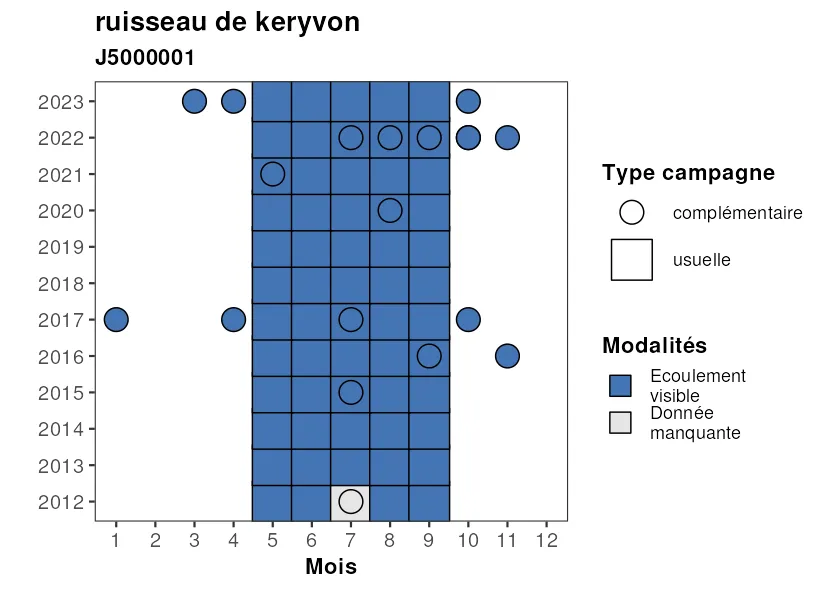 ruisseau de keryvon
J5000001
2023
2022
2021
2020
2019
2018
2017
2016
2015
2014
2013
2012
1 2 3 4 5 6 7 8 9 10 11 12
Mois
Type campagne
complémentaire
usuelle
Modalités
Ecoulement
visible
Donnée
manquante